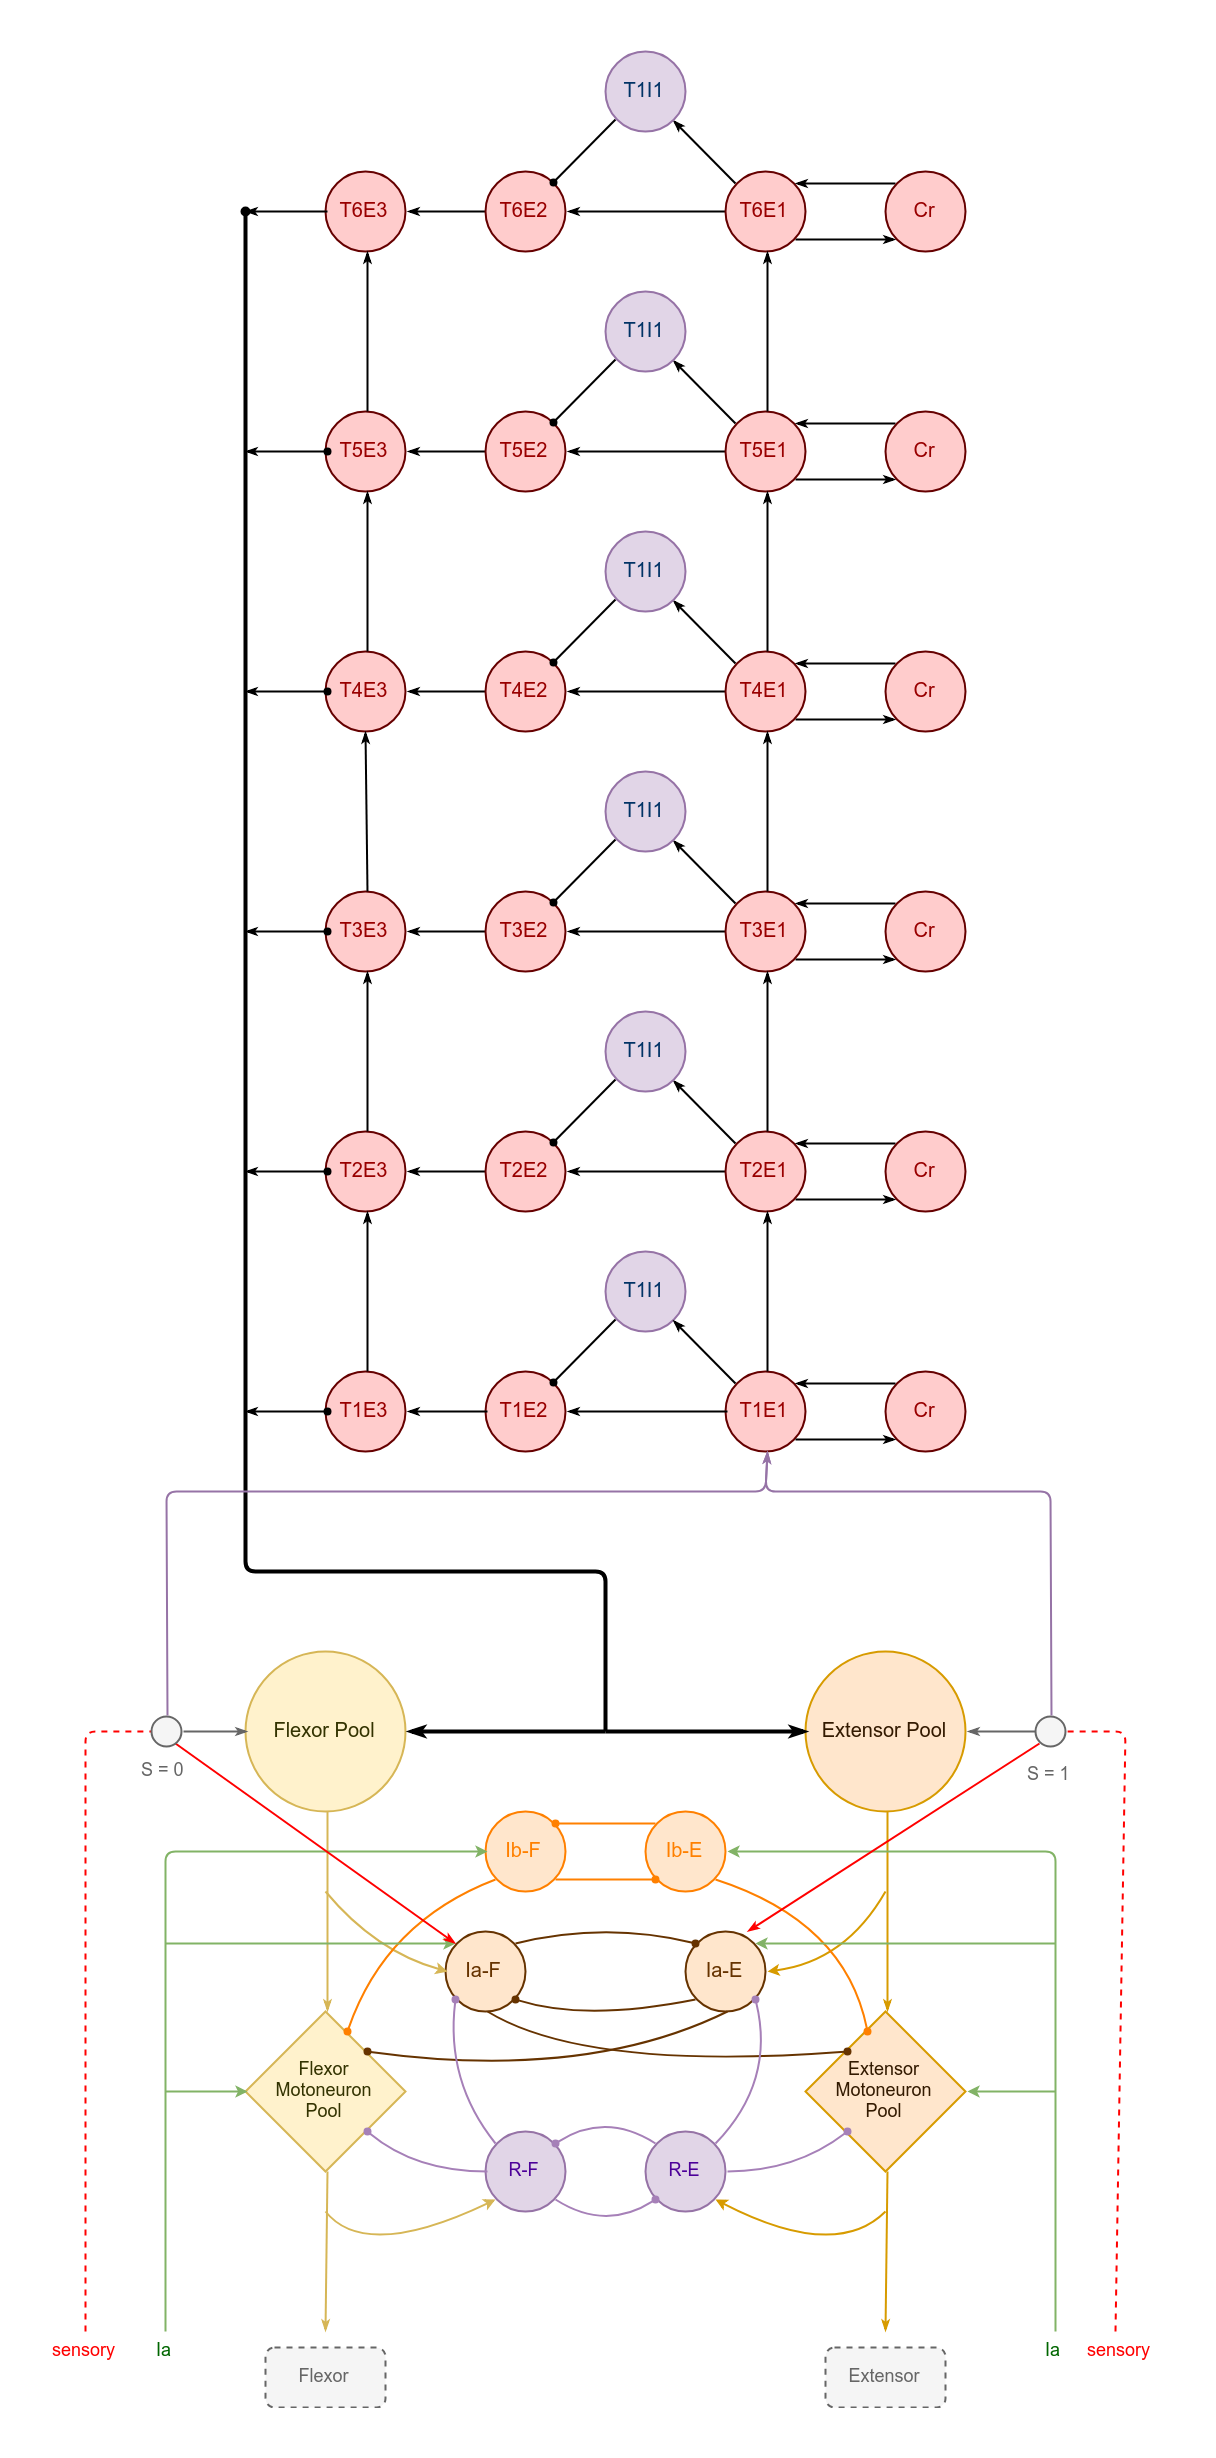 T1I1
T6E3
T6E2
T6E1
Cr
T1I1
T5E3
T5E2
T5E1
Cr
T1I1
T4E3
T4E2
T4E1
Cr
T1I1
T3E3
T3E2
T3E1
Cr
T1I1
T2E3
T2E2
T2E1
Cr
T1I1
T1E3
T1E2
T1E1
Cr
Flexor Pool
Extensor Pool
S = 0
S = 1
Ib-F
Ib-E
Ia-F
Ia-E
Flexor
Motoneuron
Pool
Extensor
Motoneuron
Pool
R-F
R-E
sensory
Ia
Ia
sensory
Flexor
Extensor